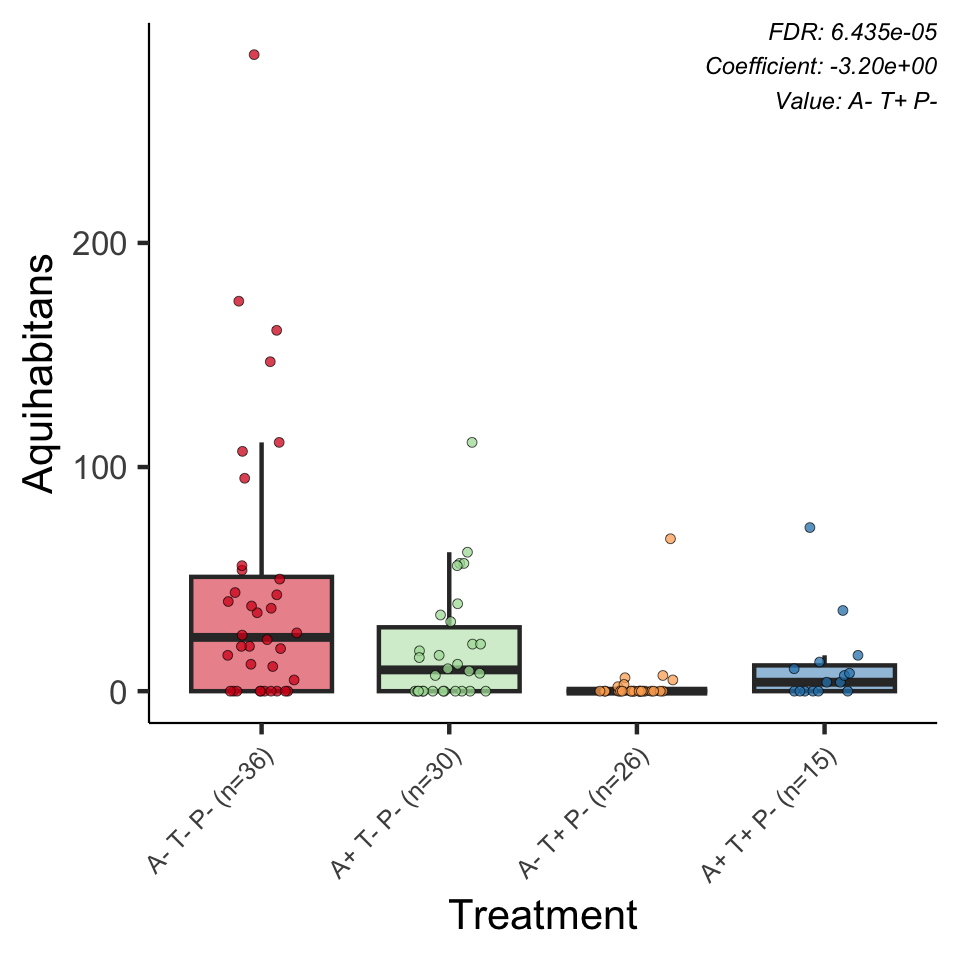 FDR: 6.435e-05
Coefficient: -3.20e+00
Value: A- T+ P-
Aquihabitans
200
100
0
A- T- P- (n=36)
A+ T- P- (n=30)
A- T+ P- (n=26)
A+ T+ P- (n=15)
Treatment